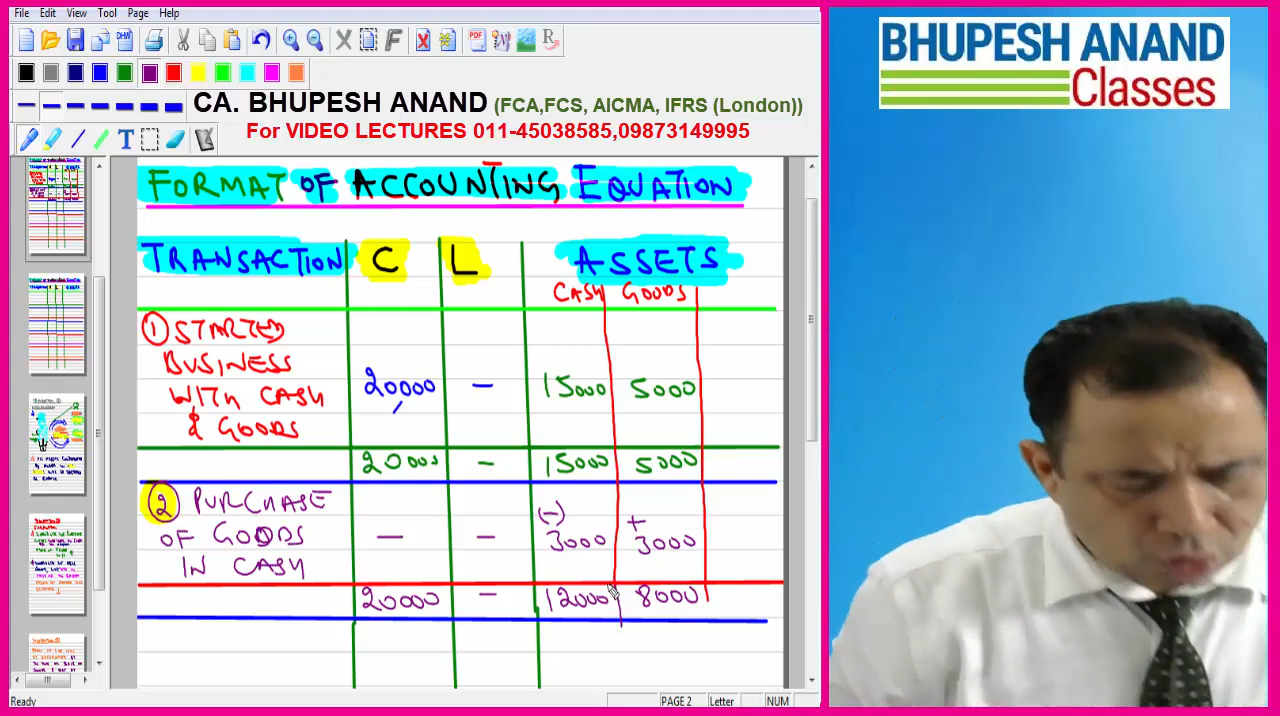 File Edit View Tool Page Help
BHUPESH ANAND
Classes
DHW PDF
CA. BHUPESH ANAND (FCA,FCS, AICMA, IFRS (London))
For VIDEO LECTURES 011-45038585,09873149995
FORMAT OF ACCOUNTING EQUATION
TRANSACTION C L ASSETS
CASH GOODS
① STARTED
BUSINESS
WITH CASH 20000 - 15000 5000
& GOODS
20000 - 15000 5000
② PURCHASE
OF GOODS — - (-) 3000 + 3000
IN CASH
20000 - 12000 8000
Ready PAGE 2 Letter NUM